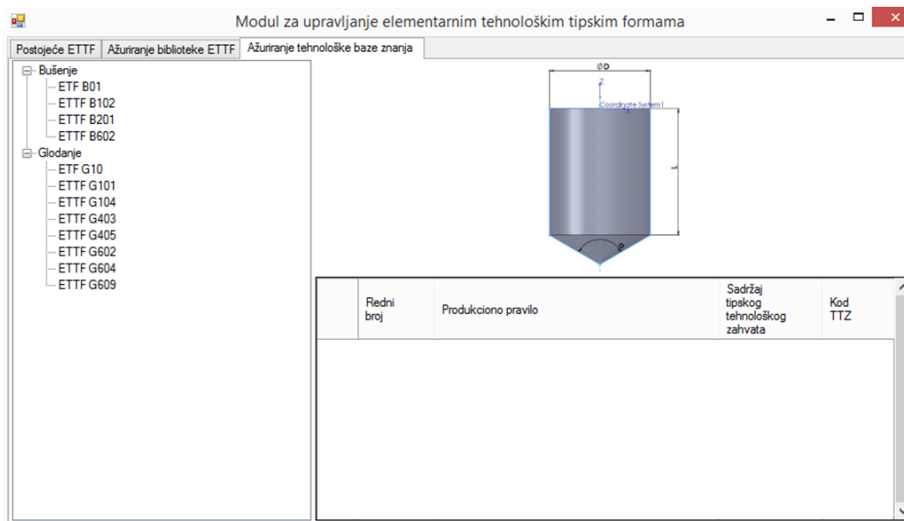 Modul za upravljanje elementarnim tehnološkim tipskim formama
Postojeće ETTF
Ažuriranje biblioteke ETTF
Ažuriranje tehnološke baze znanja
Bušenje
ETF B01
ETTF B102
ETTF B201
ETTF B602
Glodanje
ETF G10
ETTF G101
ETTF G104
ETTF G403
ETTF G405
ETTF G602
ETTF G604
ETTF G609
ØD
Z
Coordinate System1
L
Redni
broj
Produkciono pravilo
Sadržaj
tipskog
tehnološkog
zahvata
Kod
TTZ